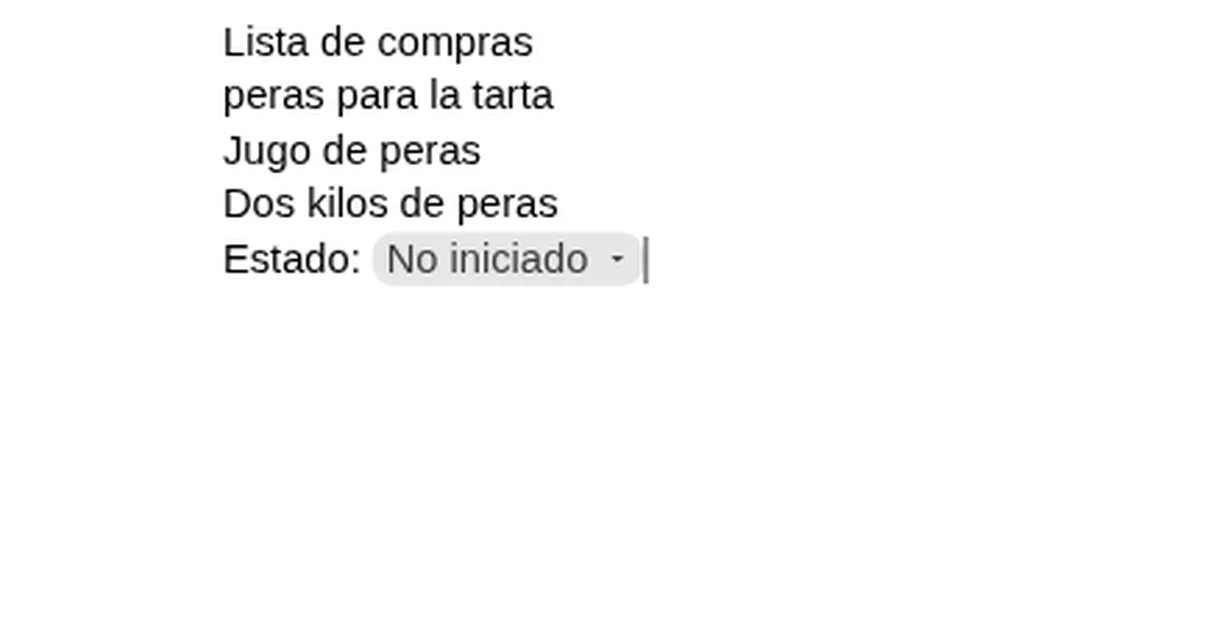 Lista de compras
peras para la tarta
Jugo de peras
Dos kilos de peras
Estado: No iniciado